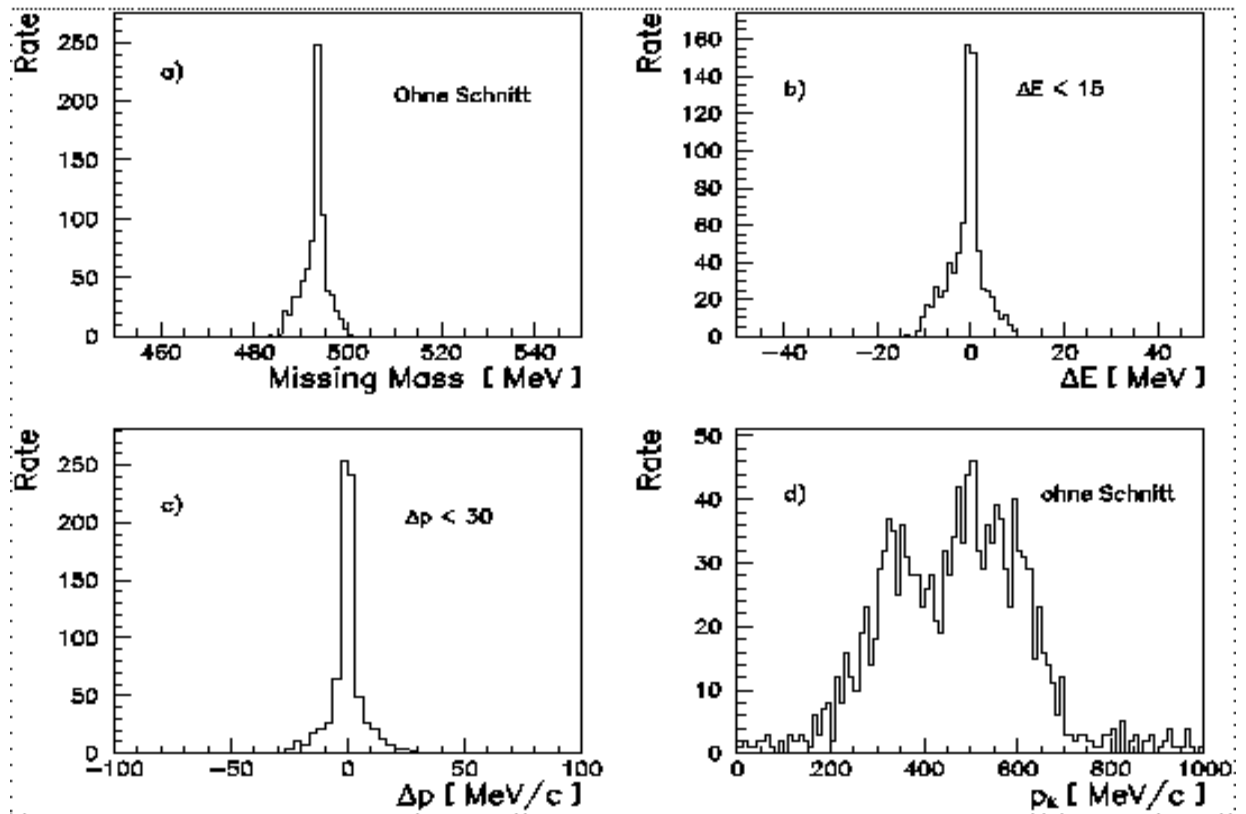 Rate
250
200
150
100
50
0
a)
Ohne Schnitt
460 480 500 520 540
Missing Mass [ MeV ]
Rate
160
140
120
100
80
60
40
20
0
b)
ΔE < 15
−40 −20 0 20 40
ΔE [ MeV ]
Rate
250
200
150
100
50
0
c)
Δp < 30
−100 −50 0 50 100
Δp [ MeV/c ]
Rate
50
40
30
20
10
0
d)
ohne Schnitt
0 200 400 600 800 1000
pₖ [ MeV/c ]